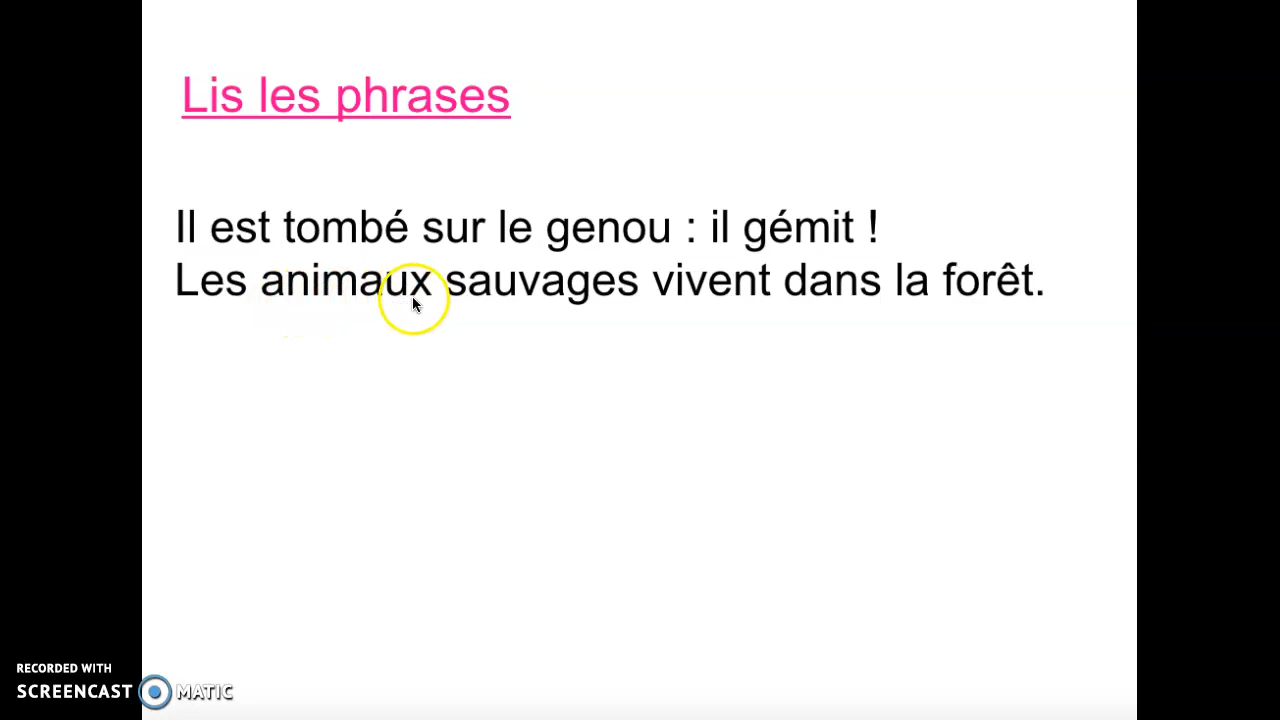 Lis les phrases
Il est tombé sur le genou : il gémit !
Les animaux sauvages vivent dans la forêt.
RECORDED WITH
SCREENCAST MATIC